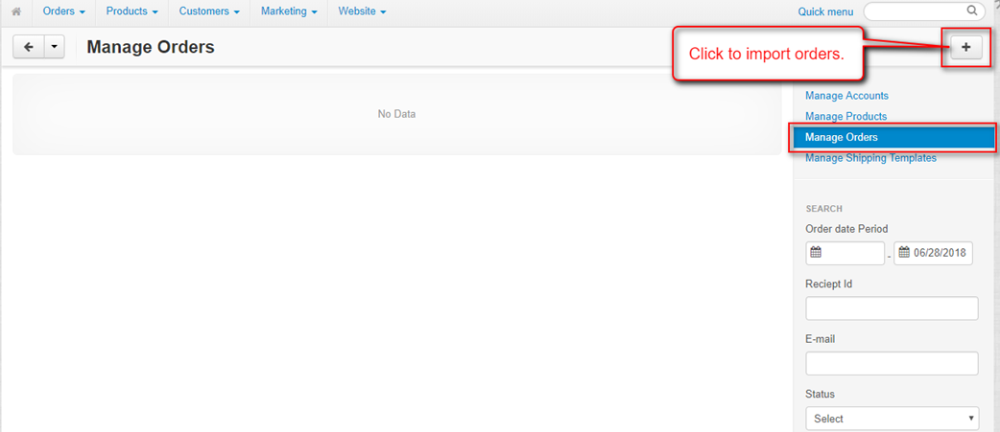 Orders Products Customers Marketing Website Quick menu
Manage Orders
Click to import orders.
+
No Data
Manage Accounts
Manage Products
Manage Orders
Manage Shipping Templates
SEARCH
Order date Period
- 06/28/2018
Reciept Id
E-mail
Status
Select